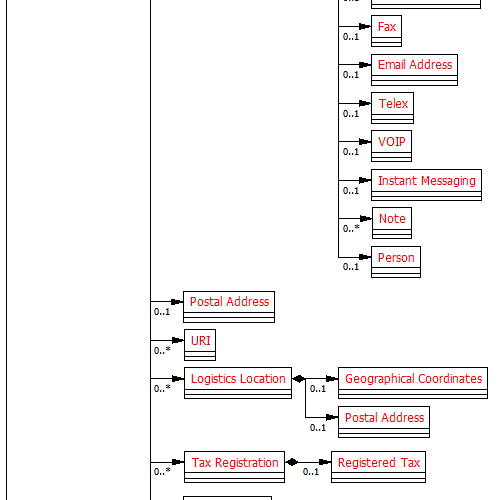 0..1
Fax
0..1
Email Address
0..1
Telex
0..1
VOIP
0..1
Instant Messaging
0..1
Note
0..*
Person
0..1
Postal Address
0..1
URI
0..*
Logistics Location
0..*
Geographical Coordinates
0..1
Postal Address
0..1
Tax Registration
0..*
Registered Tax
0..1